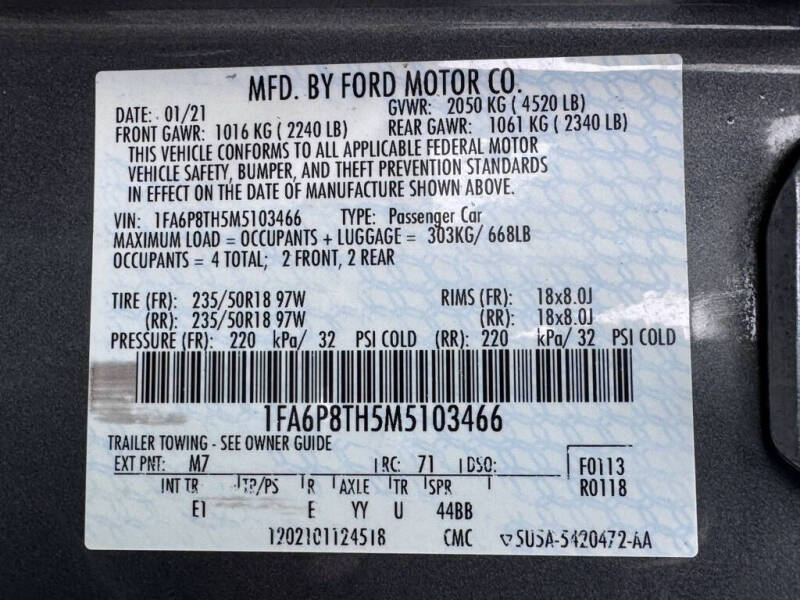 MFD. BY FORD MOTOR CO.
DATE: 01/21 GVWR: 2050 KG ( 4520 LB)
FRONT GAWR: 1016 KG ( 2240 LB) REAR GAWR: 1061 KG ( 2340 LB)
THIS VEHICLE CONFORMS TO ALL APPLICABLE FEDERAL MOTOR
VEHICLE SAFETY, BUMPER, AND THEFT PREVENTION STANDARDS
IN EFFECT ON THE DATE OF MANUFACTURE SHOWN ABOVE.
VIN: 1FA6P8TH5M5103466 TYPE: Passenger Car
MAXIMUM LOAD = OCCUPANTS + LUGGAGE = 303KG/ 668LB
OCCUPANTS = 4 TOTAL; 2 FRONT, 2 REAR
TIRE (FR): 235/50R18 97W RIMS (FR): 18x8.0J
(RR): 235/50R18 97W (RR): 18x8.0J
PRESSURE (FR): 220 kPa/ 32 PSI COLD (RR): 220 kPa/ 32 PSI COLD
1FA6P8TH5M5103466
TRAILER TOWING - SEE OWNER GUIDE
EXT PNT: M7 RC: 71 DSO: F0113
INT TR TP/PS R AXLE TR SPR R0118
E1 E YY U 44BB
1202101124518 CMC 5U5A-5420472-AA